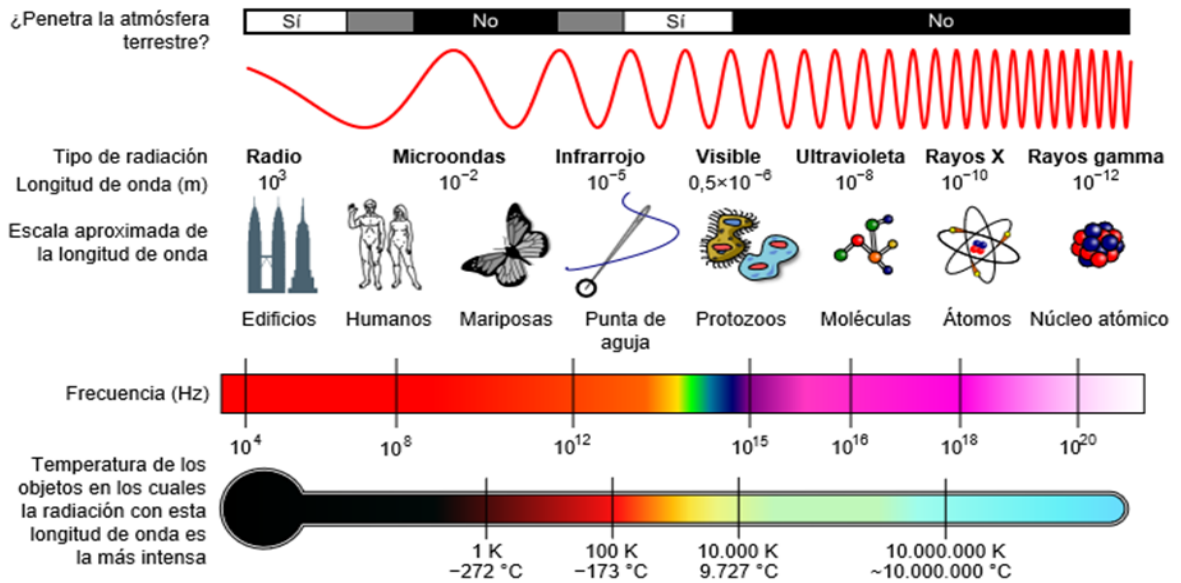 ¿Penetra la atmósfera
terrestre?
Sí No Sí No
Tipo de radiación Radio Microondas Infrarrojo Visible Ultravioleta Rayos X Rayos gamma
Longitud de onda (m) 10³ 10⁻² 10⁻⁵ 0,5×10⁻⁶ 10⁻⁸ 10⁻¹⁰ 10⁻¹²
Escala aproximada de
la longitud de onda
Edificios Humanos Mariposas Punta de Protozoos Moléculas Átomos Núcleo atómico
aguja
Frecuencia (Hz)
10⁴ 10⁸ 10¹² 10¹⁵ 10¹⁶ 10¹⁸ 10²⁰
Temperatura de los
objetos en los cuales
la radiación con esta
longitud de onda es
la más intensa
1 K 100 K 10.000 K 10.000.000 K
−272 °C −173 °C 9.727 °C ~10.000.000 °C